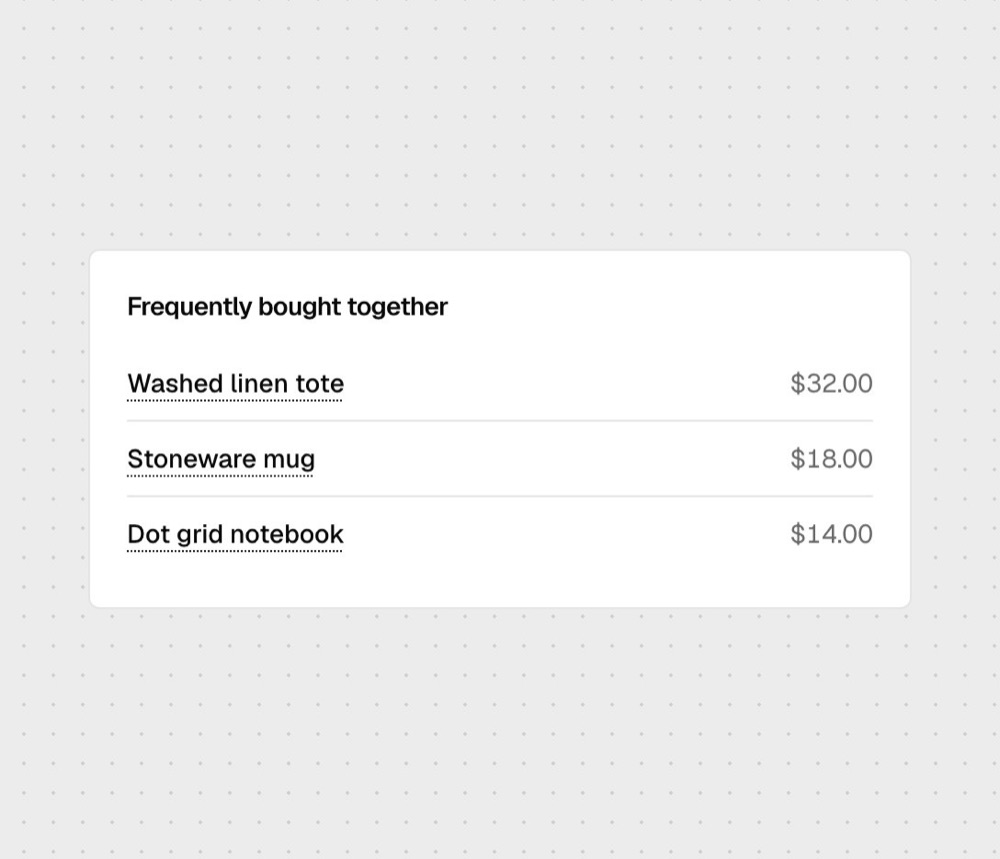 Frequently bought together
Washed linen tote $32.00
Stoneware mug $18.00
Dot grid notebook $14.00